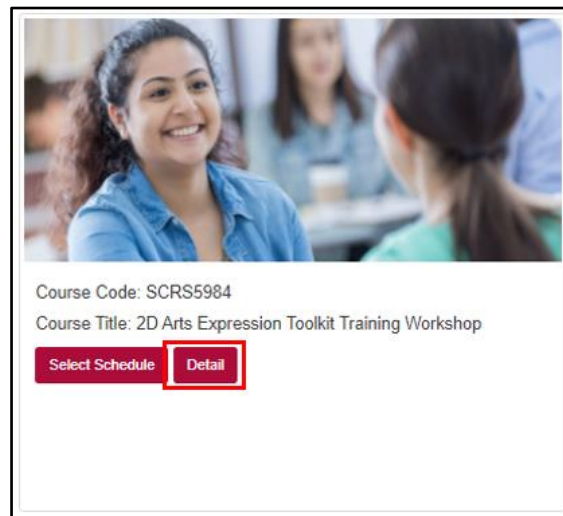 Course Code: SCRS5984
Course Title: 2D Arts Expression Toolkit Training Workshop
Select Schedule Detail